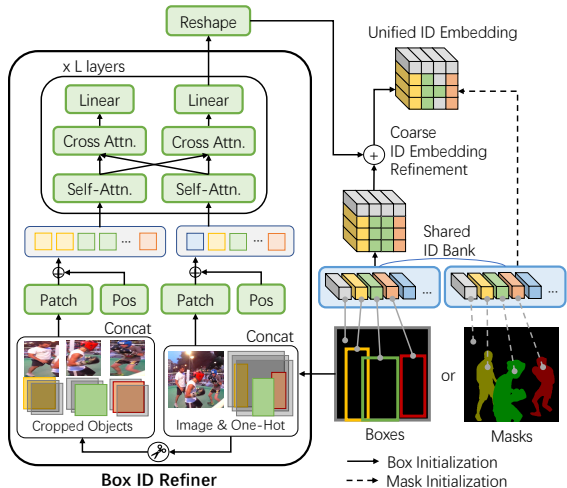 Reshape
Unified ID Embedding
x L layers
Linear
Linear
Cross Attn.
Cross Attn.
Self-Attn.
Self-Attn.
Coarse
ID Embedding
Refinement
Shared
ID Bank
...
...
...
...
Patch
Pos
Patch
Pos
Concat
Concat
Cropped Objects
Image & One-Hot
or
Boxes
Masks
Box ID Refiner
Box Initialization
Mask Initialization